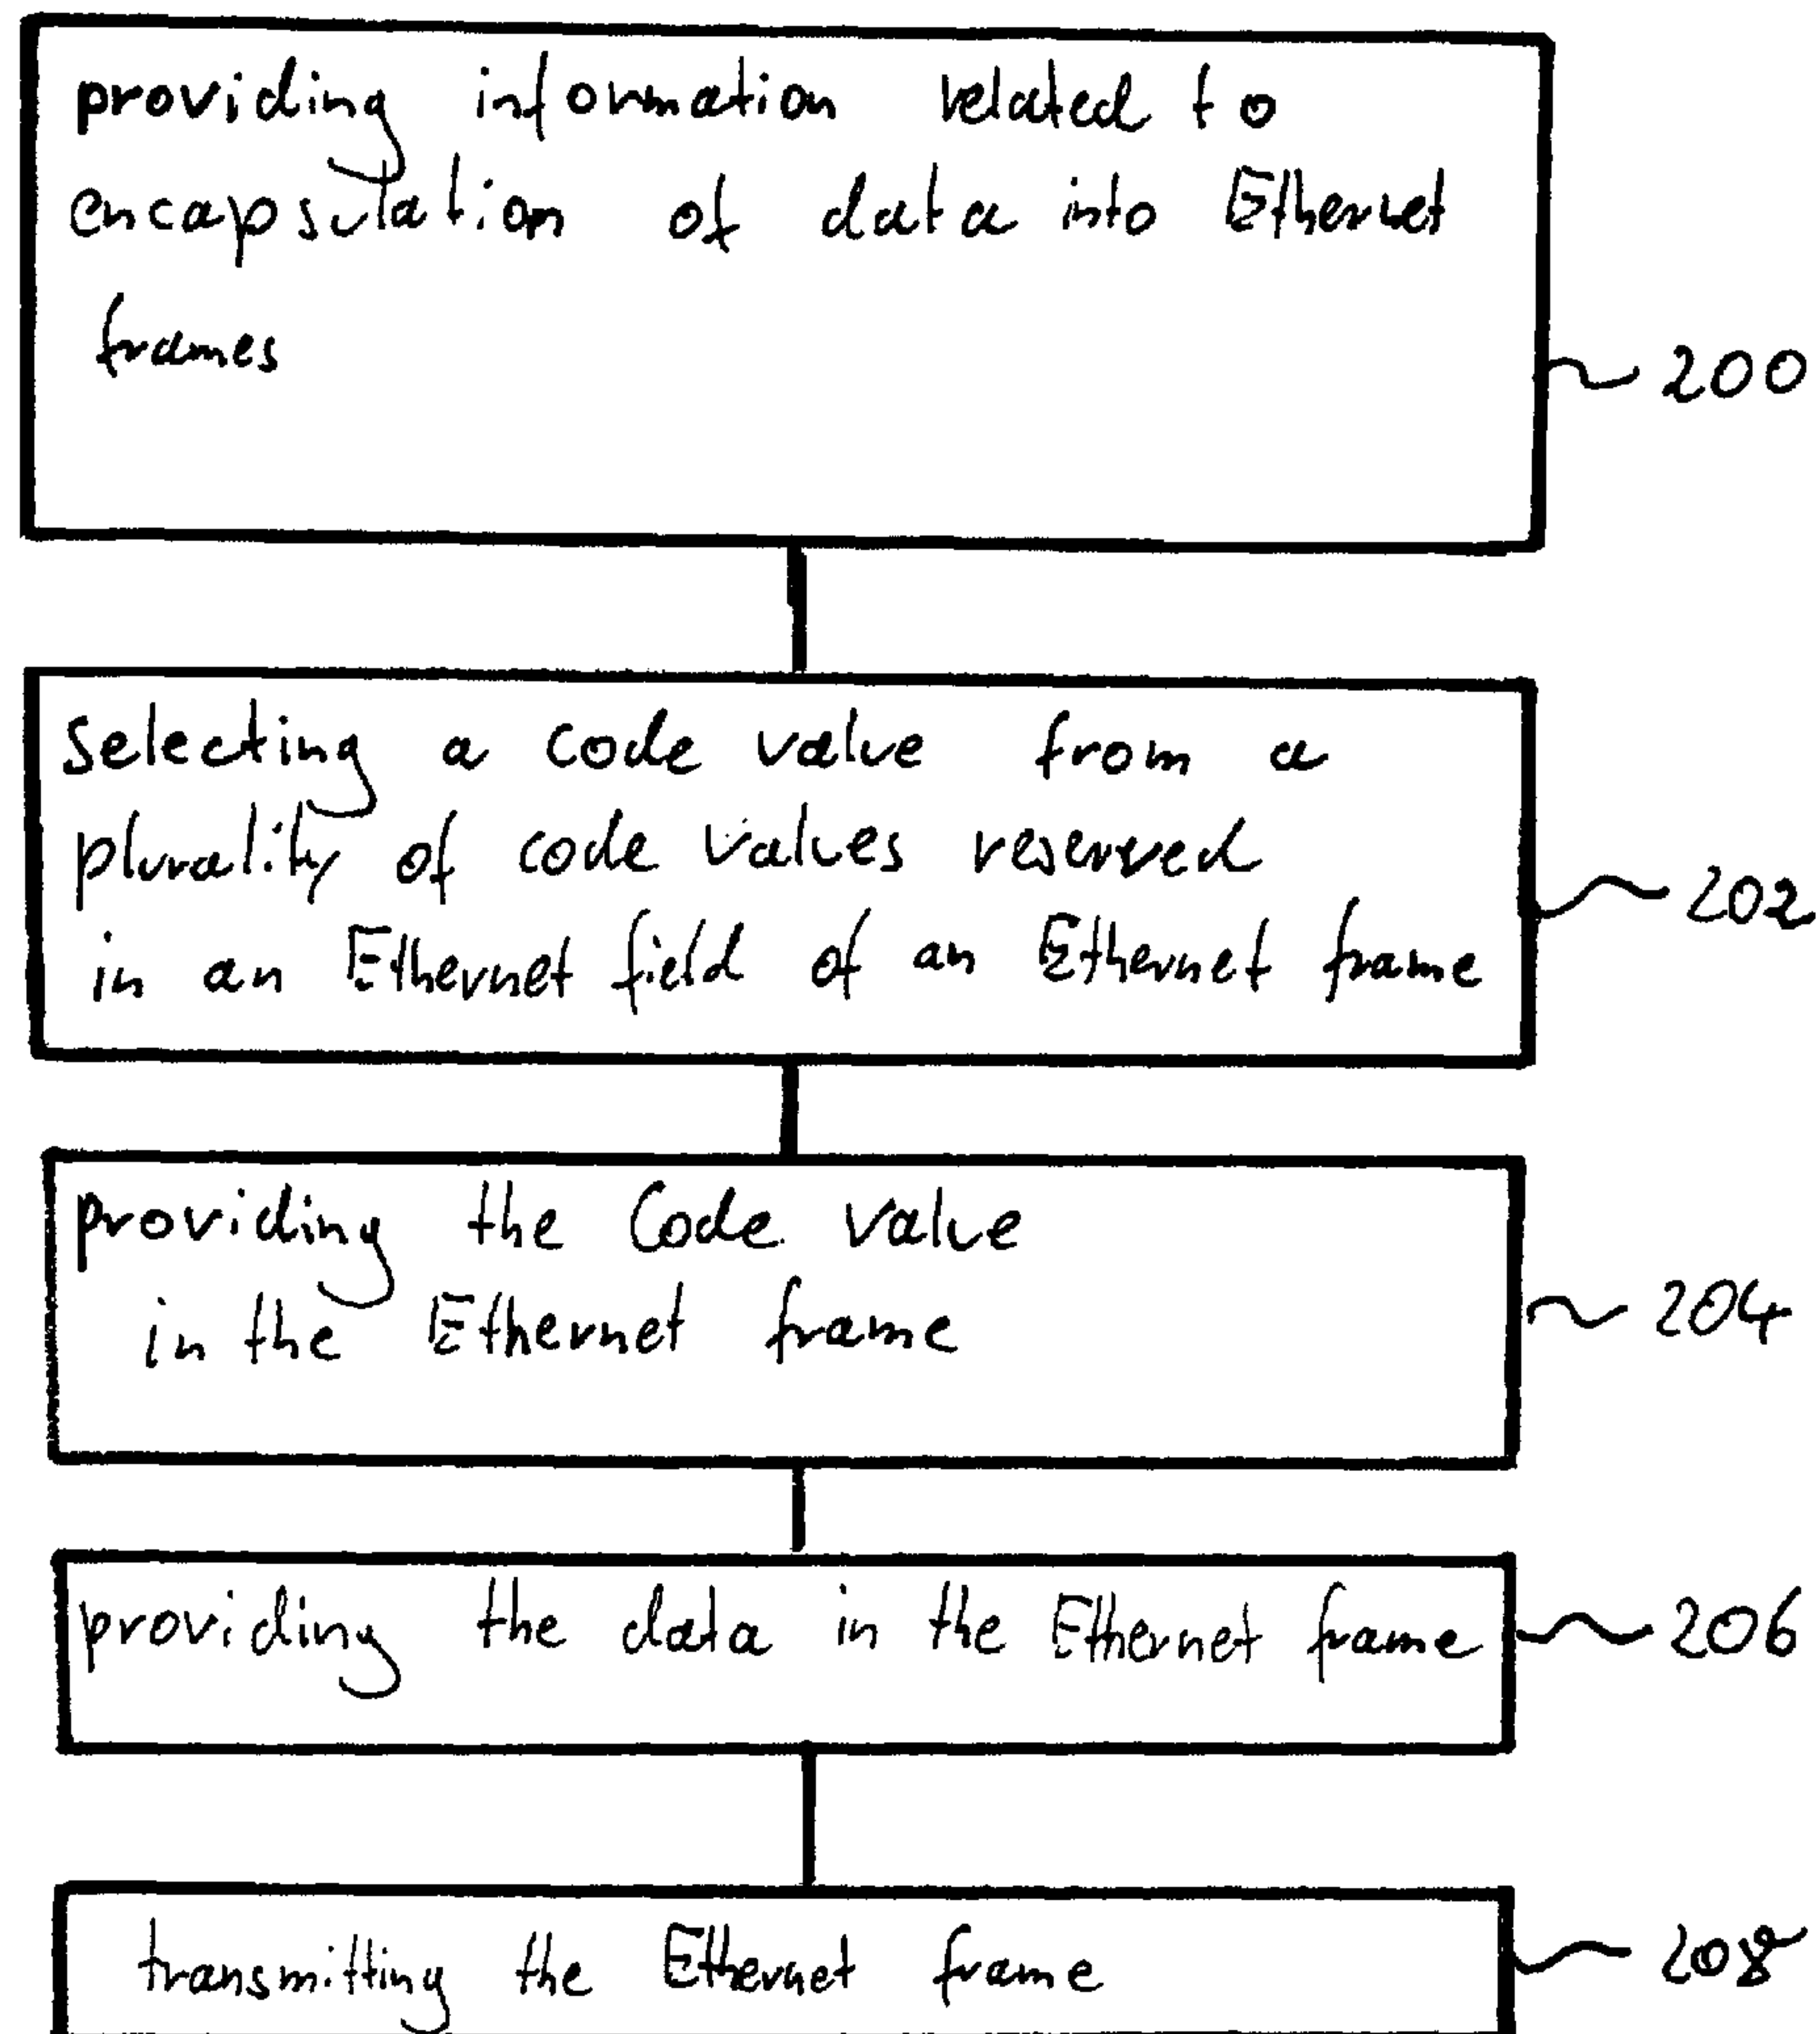 providing information related to
encapsulation of data into Ethernet
frames
200
Selecting a code value from a
plurality of code values reserved
in an Ethernet field of an Ethernet frame
202
providing the Code value
in the Ethernet frame
204
providing the data in the Ethernet frame
206
transmitting the Ethernet frame
208